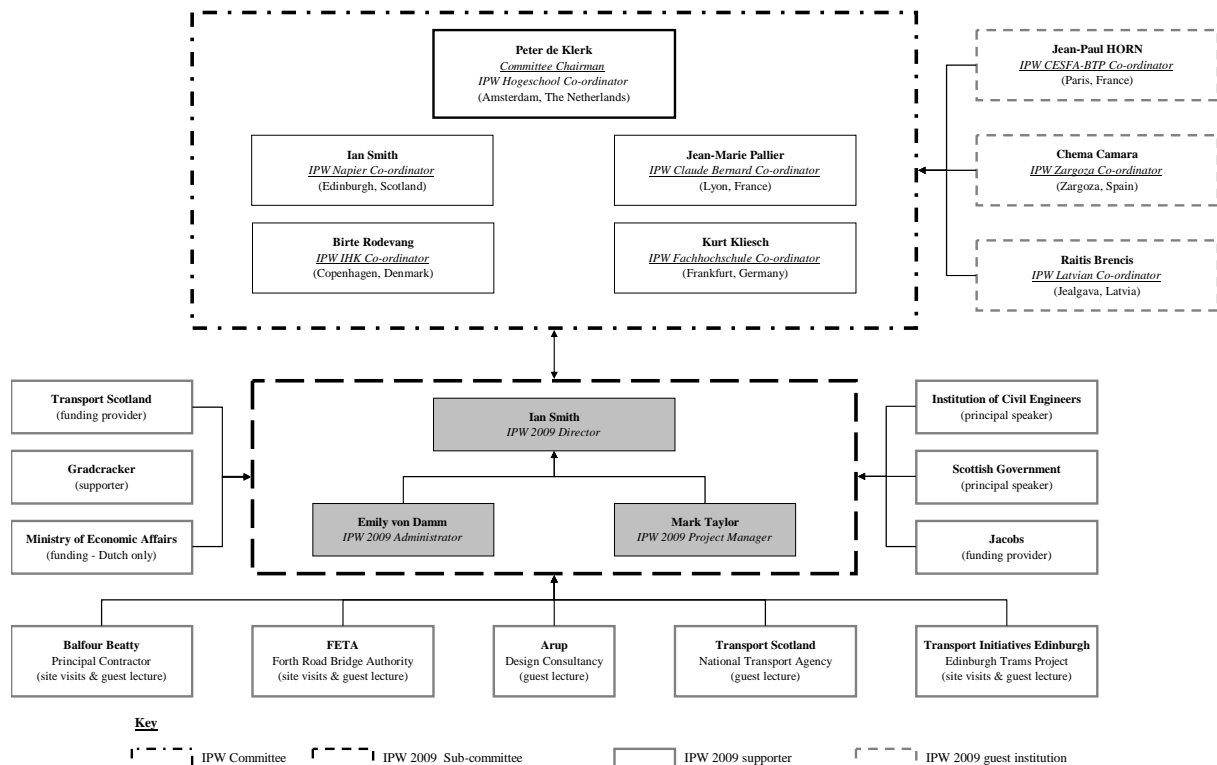 Peter de Klerk
Committee Chairman
IPW Hogeschool Co-ordinator
(Amsterdam, The Netherlands)
Ian Smith
IPW Napier Co-ordinator
(Edinburgh, Scotland)
Jean-Marie Pallier
IPW Claude Bernard Co-ordinator
(Lyon, France)
Birte Rodevang
IPW IHK Co-ordinator
(Copenhagen, Denmark)
Kurt Kliesch
IPW Fachhochschule Co-ordinator
(Frankfurt, Germany)
Jean-Paul HORN
IPW CESFA-BTP Co-ordinator
(Paris, France)
Chema Camara
IPW Zargoza Co-ordinator
(Zargoza, Spain)
Raitis Brencis
IPW Latvian Co-ordinator
(Jealgava, Latvia)
Transport Scotland
(funding provider)
Gradcracker
(supporter)
Ministry of Economic Affairs
(funding - Dutch only)
Ian Smith
IPW 2009 Director
Emily von Damm
IPW 2009 Administrator
Mark Taylor
IPW 2009 Project Manager
Institution of Civil Engineers
(principal speaker)
Scottish Government
(principal speaker)
Jacobs
(funding provider)
Balfour Beatty
Principal Contractor
(site visits & guest lecture)
FETA
Forth Road Bridge Authority
(site visits & guest lecture)
Arup
Design Consultancy
(guest lecture)
Transport Scotland
National Transport Agency
(guest lecture)
Transport Initiatives Edinburgh
Edinburgh Trams Project
(site visits & guest lecture)
Key
IPW Committee
IPW 2009 Sub-committee
IPW 2009 supporter
IPW 2009 guest institution